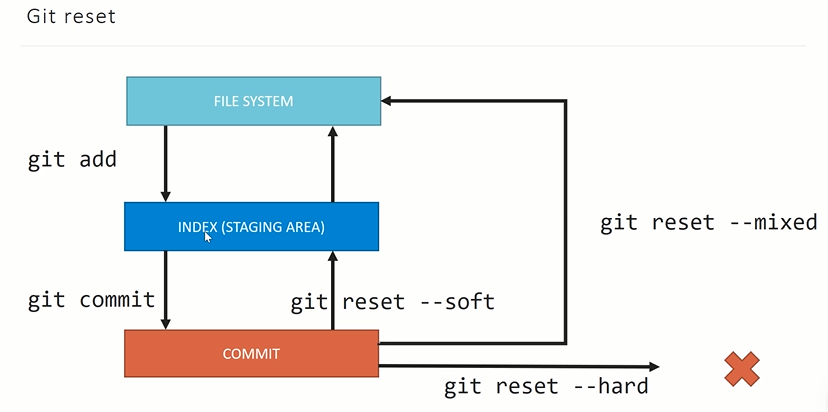 Git reset
FILE SYSTEM
git add
INDEX (STAGING AREA)
git reset --mixed
git commit
git reset --soft
COMMIT
git reset --hard